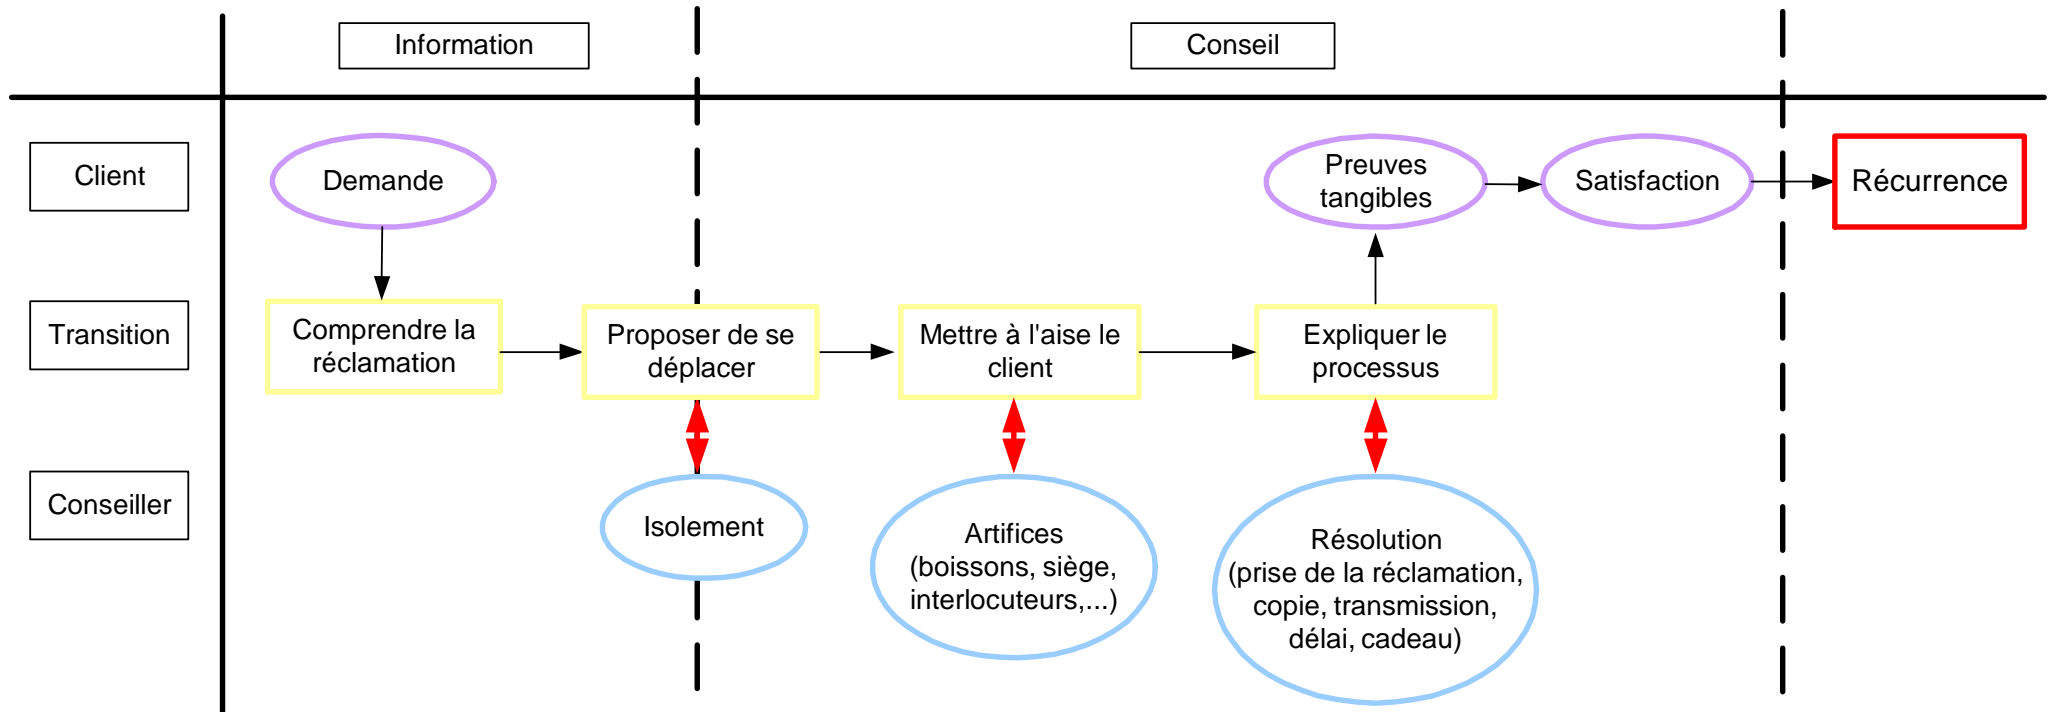 Information
Conseil
Client
Demande
Preuves
tangibles
Satisfaction
Récurrence
Transition
Comprendre la
réclamation
Proposer de se
déplacer
Mettre à l'aise le
client
Expliquer le
processus
Conseiller
Isolement
Artifices
(boissons, siège,
interlocuteurs,...)
Résolution
(prise de la réclamation,
copie, transmission,
délai, cadeau)